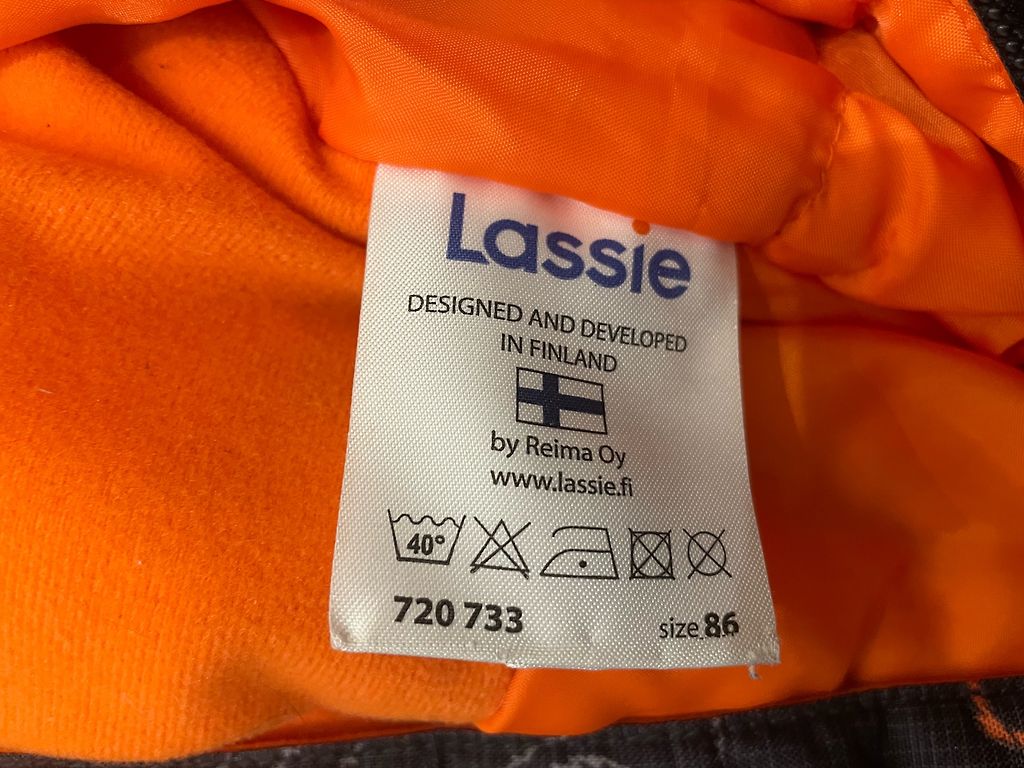 Lassie
DESIGNED AND DEVELOPED
IN FINLAND
by Reima Oy
www.lassie.fi
40°
720 733
size 86